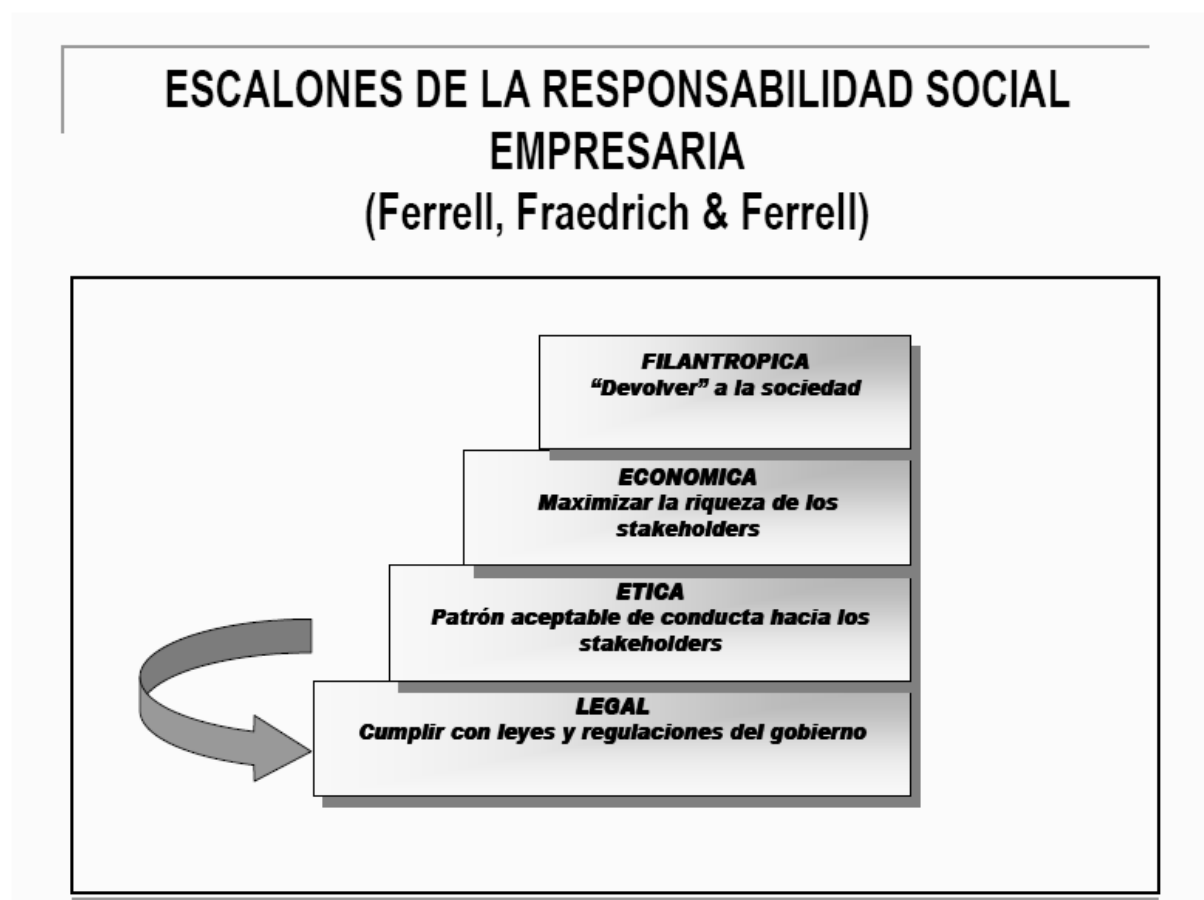 ESCALONES DE LA RESPONSABILIDAD SOCIAL
EMPRESARIA
(Ferrell, Fraedrich & Ferrell)
FILANTROPICA
“Devolver” a la sociedad
ECONOMICA
Maximizar la riqueza de los
stakeholders
ETICA
Patrón aceptable de conducta hacia los
stakeholders
LEGAL
Cumplir con leyes y regulaciones del gobierno